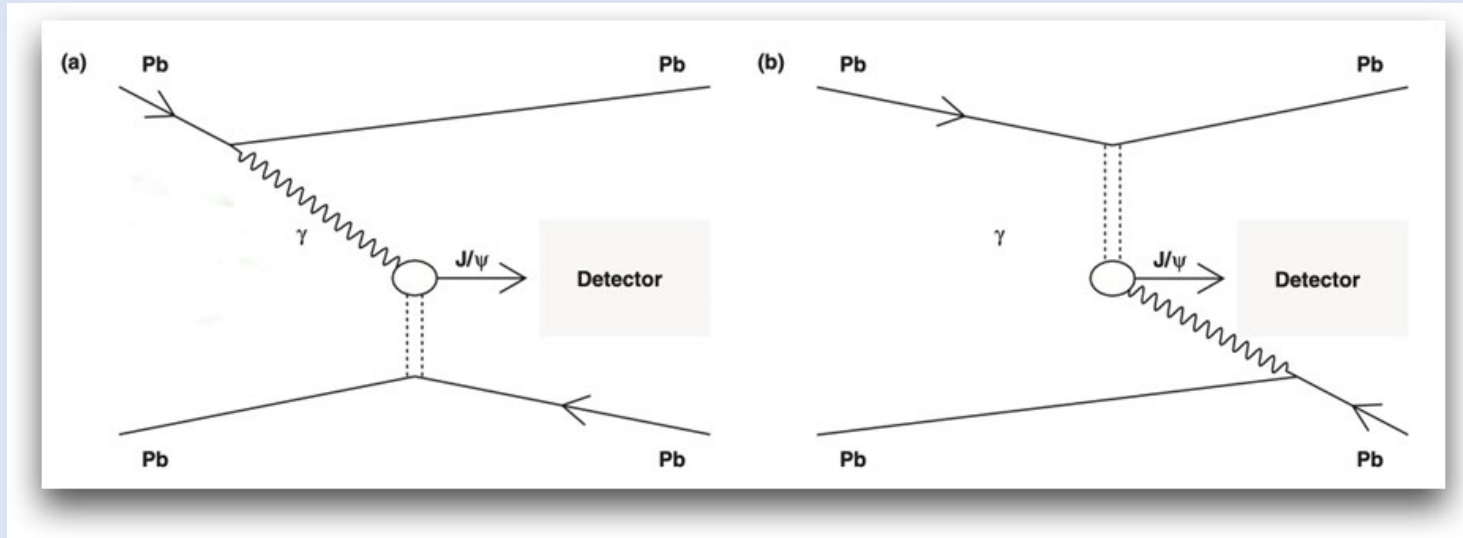 (a) Pb Pb
γ
J/ψ
Detector
Pb Pb
(b) Pb Pb
γ
J/ψ
Detector
Pb Pb